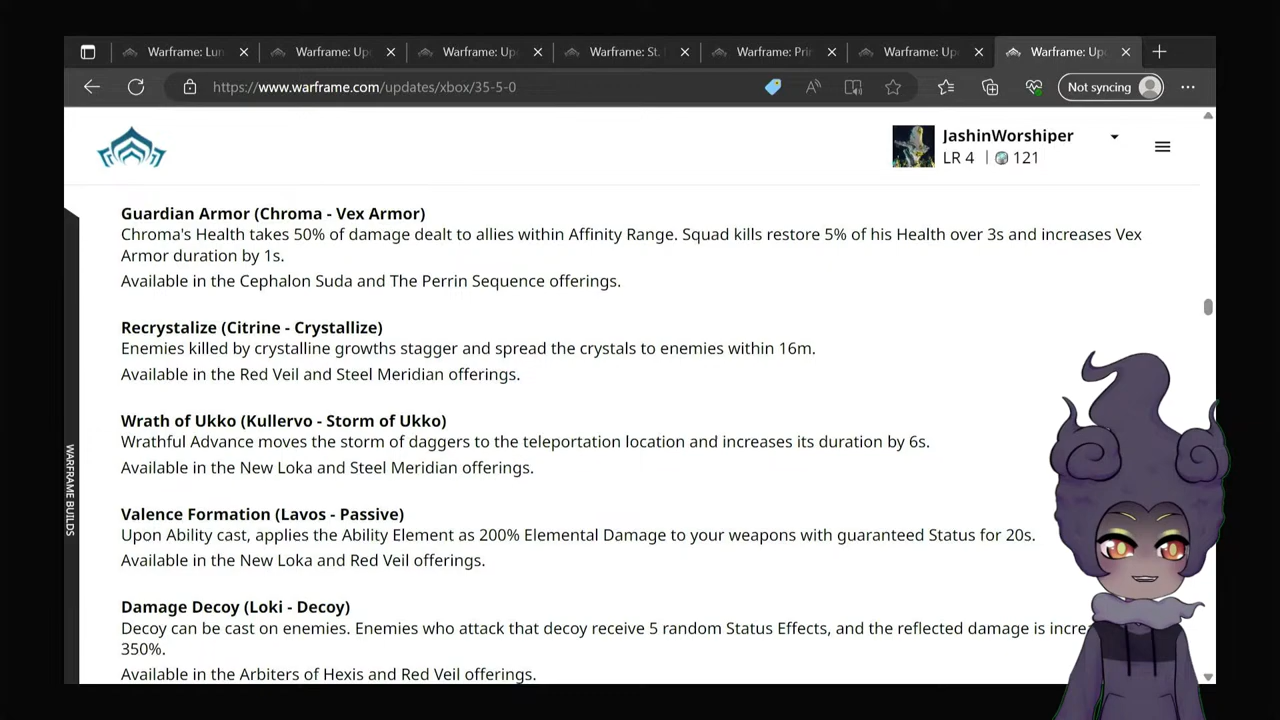 Warframe: Lun
Warframe: Upd
Warframe: Up
Warframe: St.
Warframe: Pri
Warframe: Up
Warframe: Upd
https://www.warframe.com/updates/xbox/35-5-0
Not syncing
JashinWorshiper
LR 4 | 121
Guardian Armor (Chroma - Vex Armor)
Chroma's Health takes 50% of damage dealt to allies within Affinity Range. Squad kills restore 5% of his Health over 3s and increases Vex
Armor duration by 1s.
Available in the Cephalon Suda and The Perrin Sequence offerings.
Recrystalize (Citrine - Crystallize)
Enemies killed by crystalline growths stagger and spread the crystals to enemies within 16m.
Available in the Red Veil and Steel Meridian offerings.
Wrath of Ukko (Kullervo - Storm of Ukko)
Wrathful Advance moves the storm of daggers to the teleportation location and increases its duration by 6s.
Available in the New Loka and Steel Meridian offerings.
WARFRAME BUILDS
Valence Formation (Lavos - Passive)
Upon Ability cast, applies the Ability Element as 200% Elemental Damage to your weapons with guaranteed Status for 20s.
Available in the New Loka and Red Veil offerings.
Damage Decoy (Loki - Decoy)
Decoy can be cast on enemies. Enemies who attack that decoy receive 5 random Status Effects, and the reflected damage is incre
350%.
Available in the Arbiters of Hexis and Red Veil offerings.